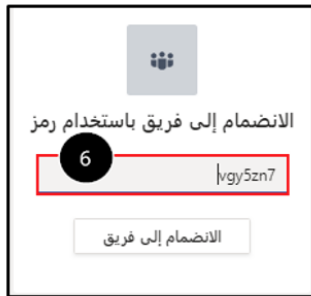 الانضمام إلى فريق باستخدام رمز
6
vgy5zn7
الانضمام إلى فريق